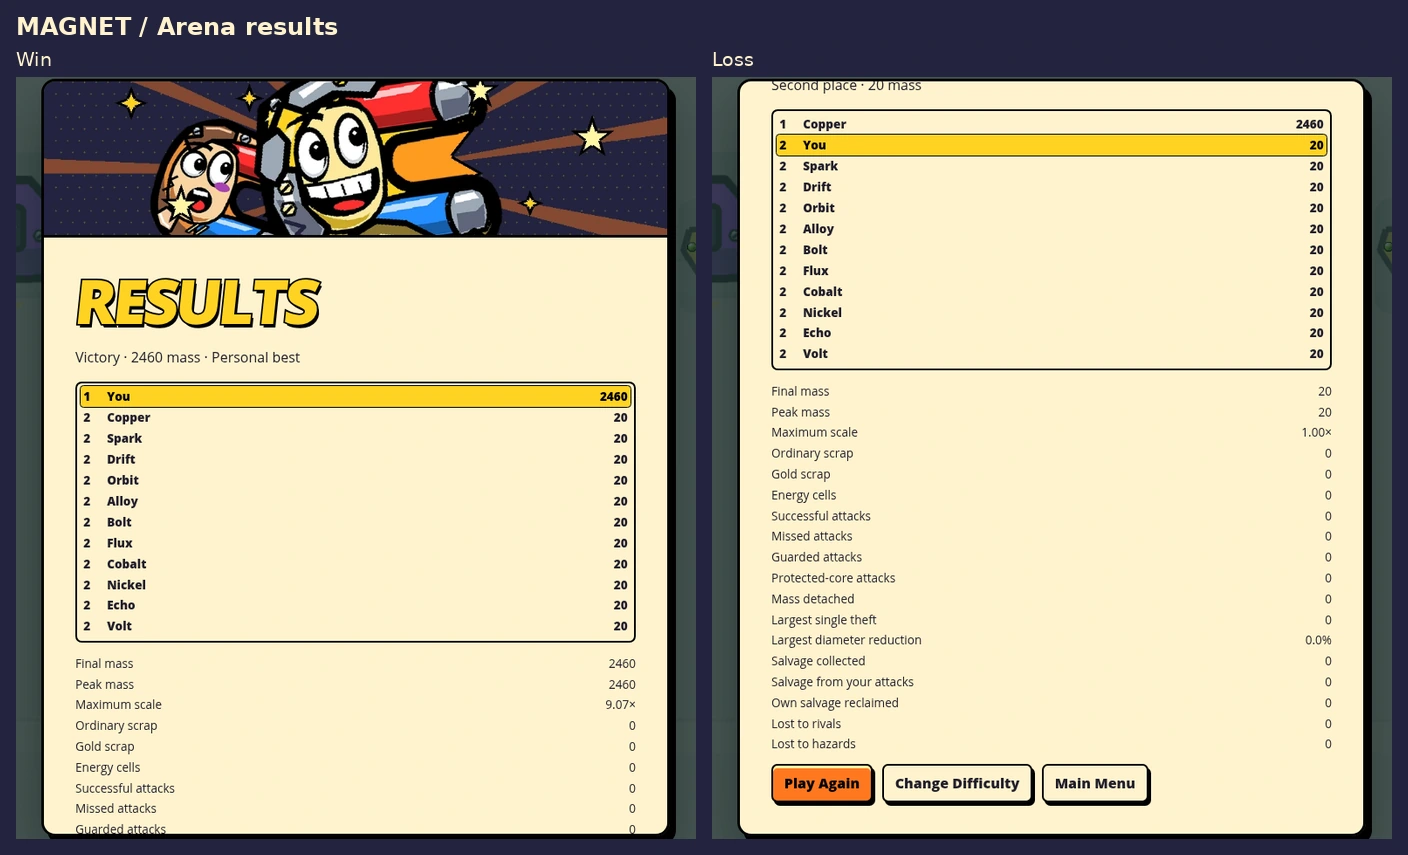 MAGNET / Arena results
Win
RESULTS
Victory · 2460 mass · Personal best
1 You 2460
2 Copper 20
2 Spark 20
2 Drift 20
2 Orbit 20
2 Alloy 20
2 Bolt 20
2 Flux 20
2 Cobalt 20
2 Nickel 20
2 Echo 20
2 Volt 20
Final mass 2460
Peak mass 2460
Maximum scale 9.07×
Ordinary scrap 0
Gold scrap 0
Energy cells 0
Successful attacks 0
Missed attacks 0
Guarded attacks 0
Loss
Second place · 20 mass
1 Copper 2460
2 You 20
2 Spark 20
2 Drift 20
2 Orbit 20
2 Alloy 20
2 Bolt 20
2 Flux 20
2 Cobalt 20
2 Nickel 20
2 Echo 20
2 Volt 20
Final mass 20
Peak mass 20
Maximum scale 1.00×
Ordinary scrap 0
Gold scrap 0
Energy cells 0
Successful attacks 0
Missed attacks 0
Guarded attacks 0
Protected-core attacks 0
Mass detached 0
Largest single theft 0
Largest diameter reduction 0.0%
Salvage collected 0
Salvage from your attacks 0
Own salvage reclaimed 0
Lost to rivals 0
Lost to hazards 0
Play Again Change Difficulty Main Menu